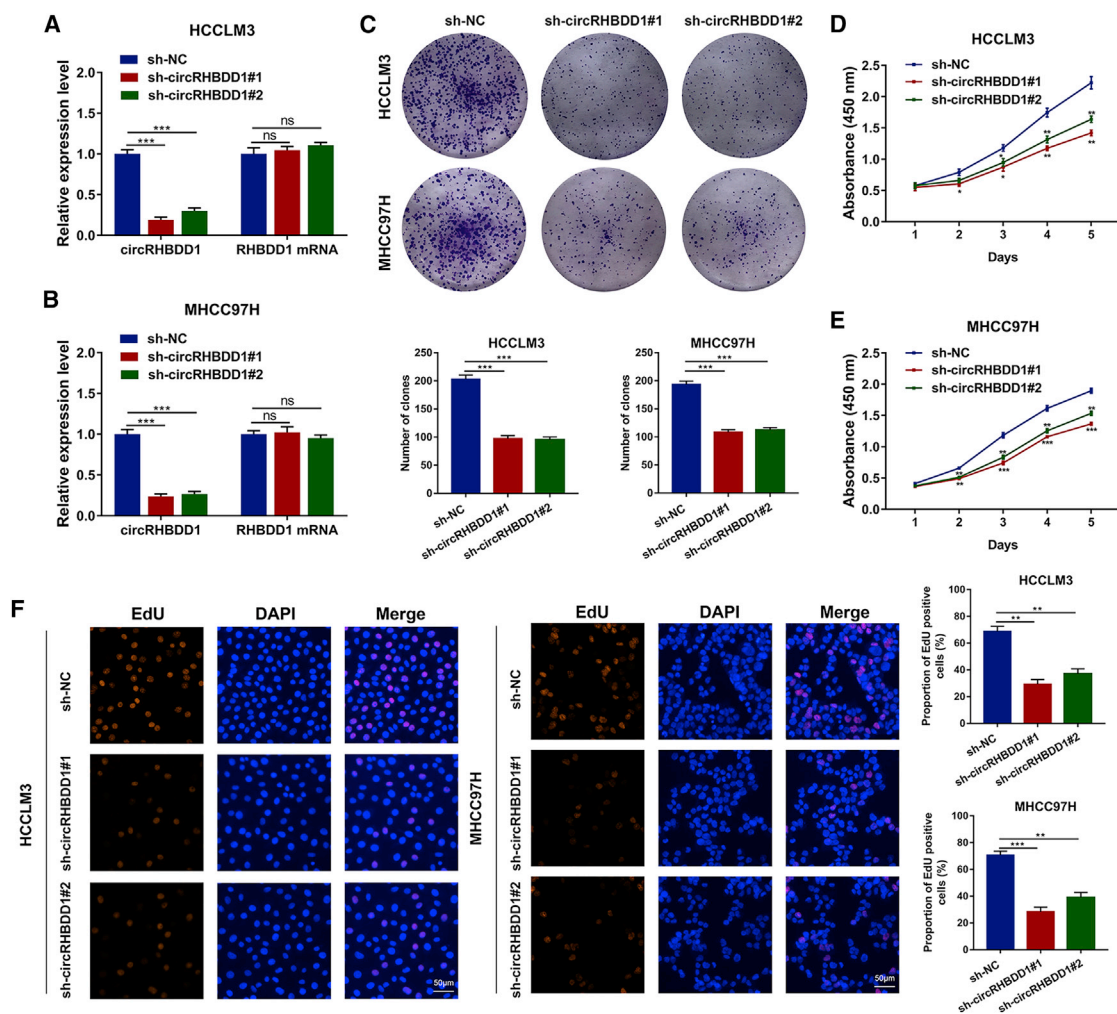 A
HCCLM3
sh-NC
sh-circRHBDD1#1
sh-circRHBDD1#2
Relative expression level
2.0
1.5
1.0
0.5
0.0
***
***
ns
ns
circRHBDD1
RHBDD1 mRNA
B
MHCC97H
sh-NC
sh-circRHBDD1#1
sh-circRHBDD1#2
Relative expression level
2.0
1.5
1.0
0.5
0.0
***
***
ns
ns
circRHBDD1
RHBDD1 mRNA
C
sh-NC
sh-circRHBDD1#1
sh-circRHBDD1#2
HCCLM3
MHCC97H
HCCLM3
Number of clones
250
200
150
100
50
0
***
***
sh-NC
sh-circRHBDD1#1
sh-circRHBDD1#2
MHCC97H
Number of clones
250
200
150
100
50
0
***
***
sh-NC
sh-circRHBDD1#1
sh-circRHBDD1#2
D
HCCLM3
sh-NC
sh-circRHBDD1#1
sh-circRHBDD1#2
Absorbance (450 nm)
2.5
2.0
1.5
1.0
0.5
0.0
*
*
*
**
**
**
**
1 2 3 4 5
Days
E
MHCC97H
sh-NC
sh-circRHBDD1#1
sh-circRHBDD1#2
Absorbance (450 nm)
2.5
2.0
1.5
1.0
0.5
0.0
**
**
**
***
**
***
**
***
1 2 3 4 5
Days
F
EdU
DAPI
Merge
HCCLM3
sh-NC
sh-circRHBDD1#1
sh-circRHBDD1#2
50μm
EdU
DAPI
Merge
MHCC97H
sh-NC
sh-circRHBDD1#1
sh-circRHBDD1#2
50μm
HCCLM3
Proportion of EdU positive
cells (%)
100
80
60
40
20
0
**
**
sh-NC
sh-circRHBDD1#1
sh-circRHBDD1#2
MHCC97H
Proportion of EdU positive
cells (%)
100
80
60
40
20
0
**
***
sh-NC
sh-circRHBDD1#1
sh-circRHBDD1#2